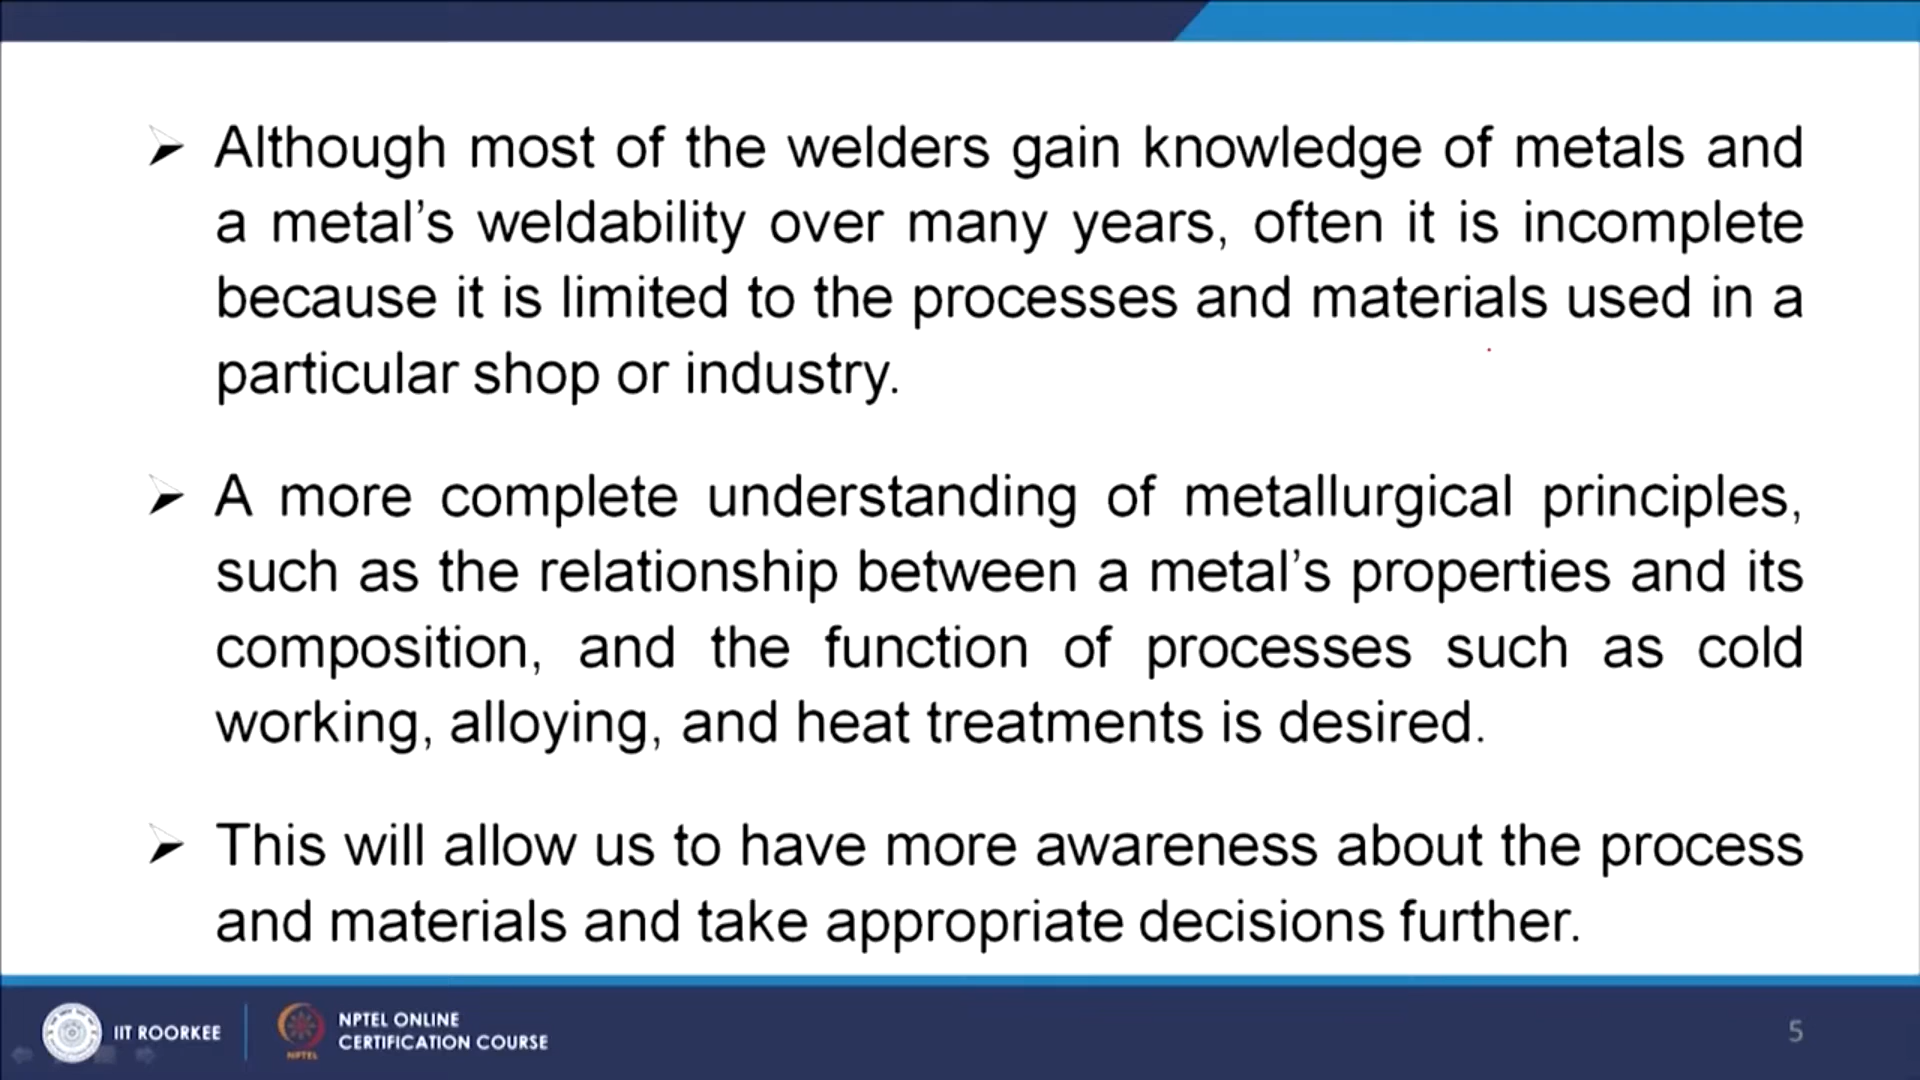 Although most of the welders gain knowledge of metals and
a metal’s weldability over many years, often it is incomplete
because it is limited to the processes and materials used in a
particular shop or industry.
A more complete understanding of metallurgical principles,
such as the relationship between a metal’s properties and its
composition, and the function of processes such as cold
working, alloying, and heat treatments is desired.
This will allow us to have more awareness about the process
and materials and take appropriate decisions further.
IIT ROORKEE
NPTEL
NPTEL ONLINE
CERTIFICATION COURSE
5